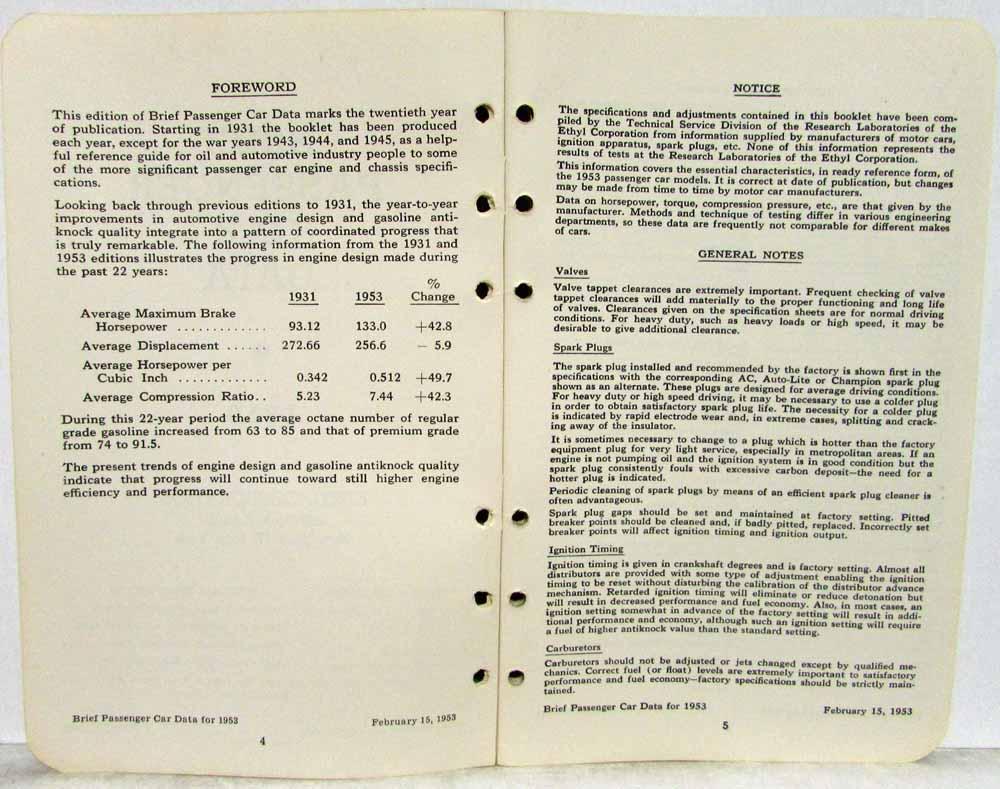 FOREWORD
This edition of Brief Passenger Car Data marks the twentieth year
of publication. Starting in 1931 the booklet has been produced
each year, except for the war years 1943, 1944, and 1945, as a help-
ful reference guide for oil and automotive industry people to some
of the more significant passenger car engine and chassis specifi-
cations.
Looking back through previous editions to 1931, the year-to-year
improvements in automotive engine design and gasoline anti-
knock quality integrate into a pattern of coordinated progress that
is truly remarkable. The following information from the 1931 and
1953 editions illustrates the progress in engine design made during
the past 22 years:
%
1931 1953 Change
Average Maximum Brake
Horsepower ............. 93.12 133.0 +42.8
Average Displacement ...... 272.66 256.6 – 5.9
Average Horsepower per
Cubic Inch ............. 0.342 0.512 +49.7
Average Compression Ratio.. 5.23 7.44 +42.3
During this 22-year period the average octane number of regular
grade gasoline increased from 63 to 85 and that of premium grade
from 74 to 91.5.
The present trends of engine design and gasoline antiknock quality
indicate that progress will continue toward still higher engine
efficiency and performance.
Brief Passenger Car Data for 1953 February 15, 1953
4
NOTICE
The specifications and adjustments contained in this booklet have been com-
piled by the Technical Service Division of the Research Laboratories of the
Ethyl Corporation from information supplied by manufacturers of motor cars,
ignition apparatus, spark plugs, etc. None of this information represents the
results of tests at the Research Laboratories of the Ethyl Corporation.
This information covers the essential characteristics, in ready reference form, of
the 1953 passenger car models. It is correct at date of publication, but changes
may be made from time to time by motor car manufacturers.
Data on horsepower, torque, compression pressure, etc., are that given by the
manufacturer. Methods and technique of testing differ in various engineering
departments, so these data are frequently not comparable for different makes
of cars.
GENERAL NOTES
Valves
Valve tappet clearances are extremely important. Frequent checking of valve
tappet clearances will add materially to the proper functioning and long life
of valves. Clearances given on the specification sheets are for normal driving
conditions. For heavy duty, such as heavy loads or high speed, it may be
desirable to give additional clearance.
Spark Plugs
The spark plug installed and recommended by the factory is shown first in the
specifications with the corresponding AC, Auto-Lite or Champion spark plug
shown as an alternate. These plugs are designed for average driving conditions.
For heavy duty or high speed driving, it may be necessary to use a colder plug
in order to obtain satisfactory spark plug life. The necessity for a colder plug
is indicated by rapid electrode wear and, in extreme cases, splitting and crack-
ing away of the insulator.
It is sometimes necessary to change to a plug which is hotter than the factory
equipment plug for very light service, especially in metropolitan areas. If an
engine is not pumping oil and the ignition system is in good condition but the
spark plug consistently fouls with excessive carbon deposit—the need for a
hotter plug is indicated.
Periodic cleaning of spark plugs by means of an efficient spark plug cleaner is
often advantageous.
Spark plug gaps should be set and maintained at factory setting. Pitted
breaker points should be cleaned and, if badly pitted, replaced. Incorrectly set
breaker points will affect ignition timing and ignition output.
Ignition Timing
Ignition timing is given in crankshaft degrees and is factory setting. Almost all
distributors are provided with some type of adjustment enabling the ignition
timing to be reset without disturbing the calibration of the distributor advance
mechanism. Retarded ignition timing will eliminate or reduce detonation but
will result in decreased performance and fuel economy. Also, in most cases, an
ignition setting somewhat in advance of the factory setting will result in addi-
tional performance and economy, although such an ignition setting will require
a fuel of higher antiknock value than the standard setting.
Carburetors
Carburetors should not be adjusted or jets changed except by qualified me-
chanics. Correct fuel (or float) levels are extremely important to satisfactory
performance and fuel economy—factory specifications should be strictly main-
tained.
Brief Passenger Car Data for 1953 February 15, 1953
5